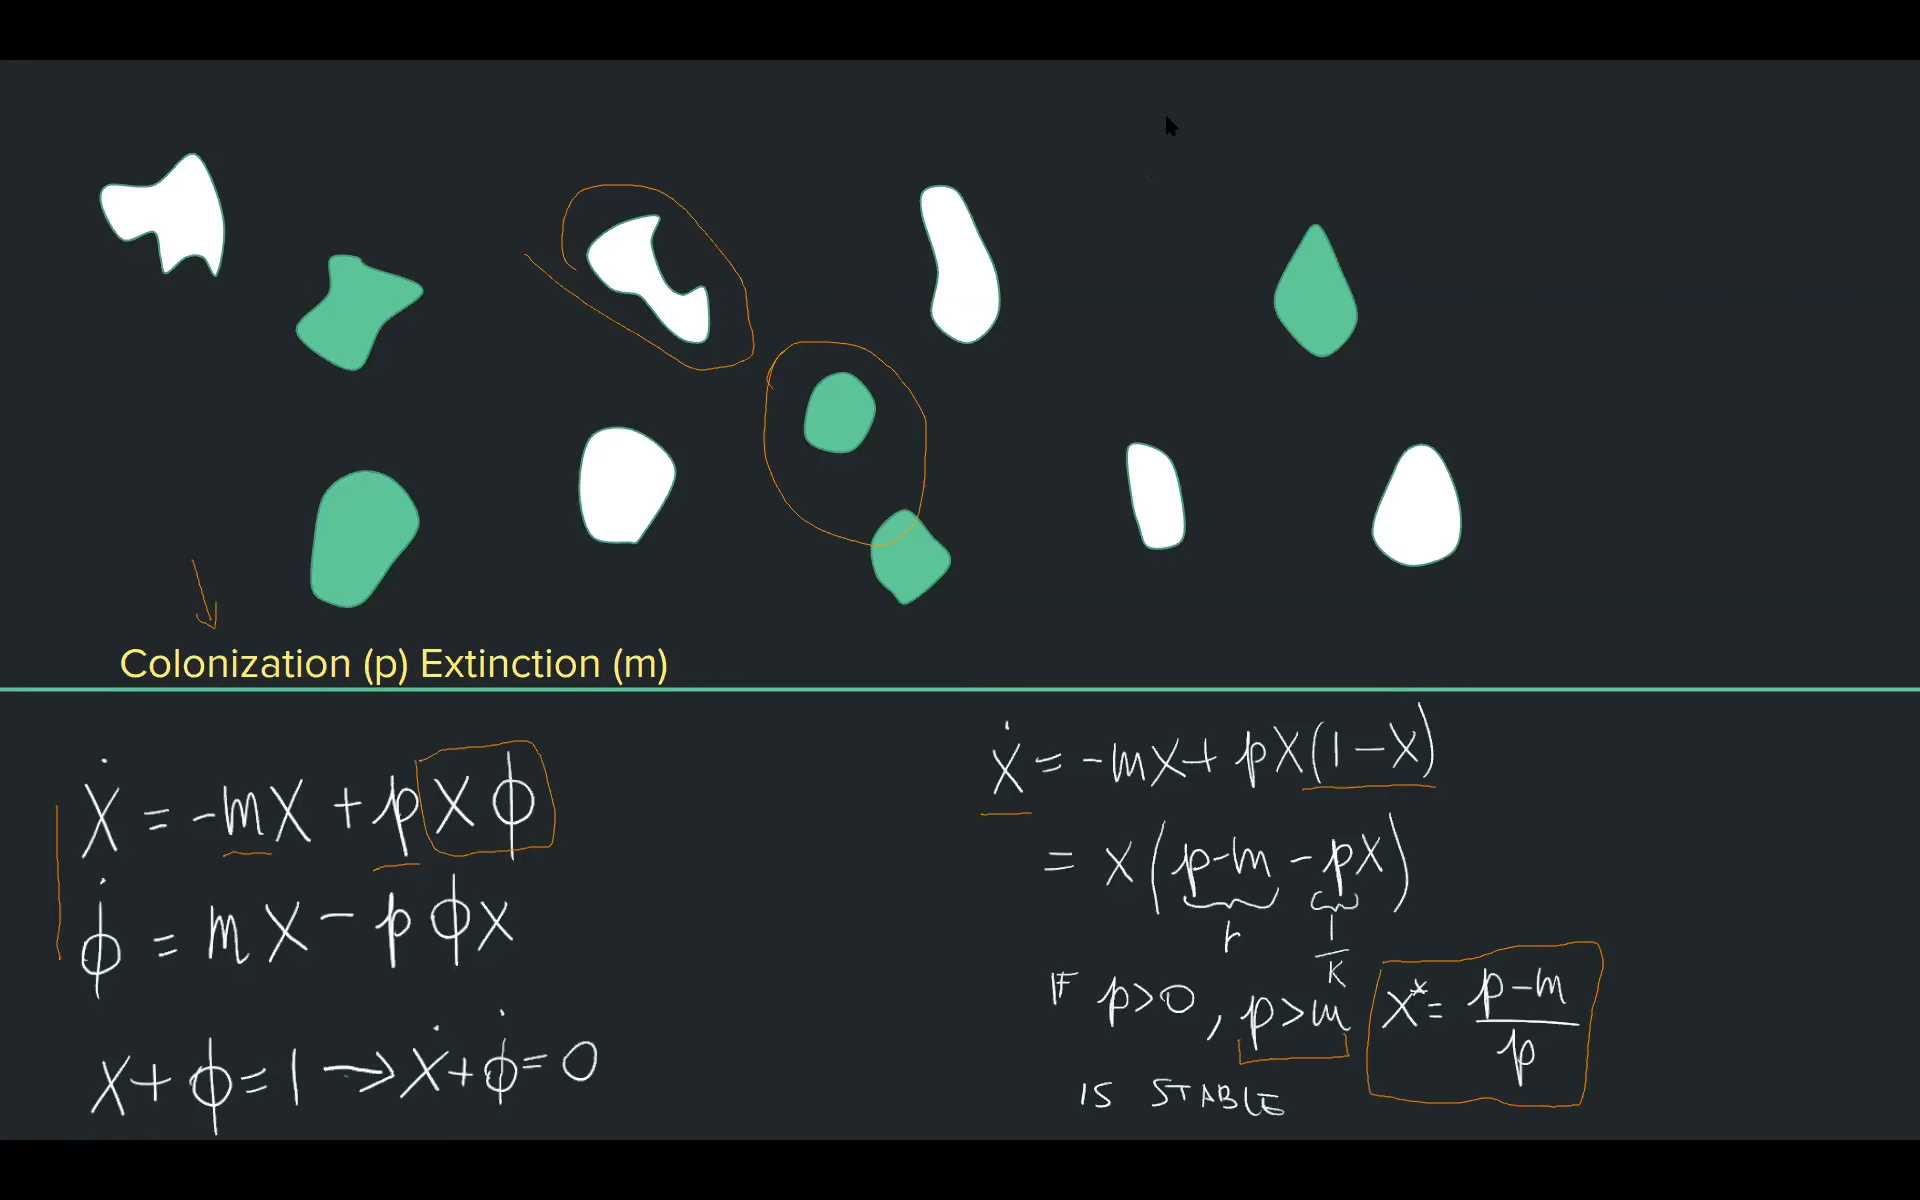 Colonization (p) Extinction (m)
Ẋ = -mX + pXϕ
ϕ̇ = mX - pϕX
X + ϕ = 1 → Ẋ + ϕ̇ = 0
Ẋ = -mX + pX(1-X)
= X(p-m - pX)
r
1/K
IF p>0, p>m X* = (p-m)/p
IS STABLE